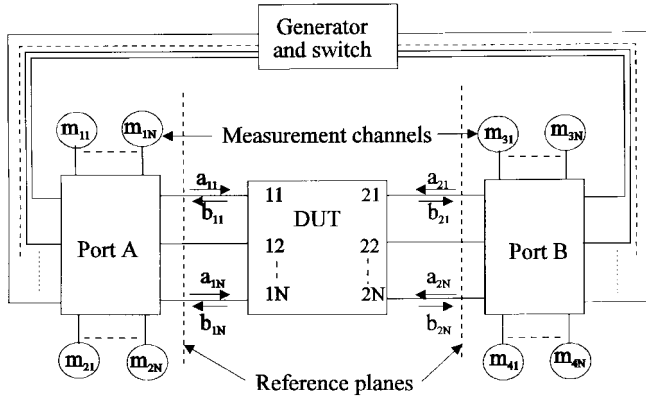 Generator
and switch
m₁₁
m₁N
Measurement channels
m₃₁
m₃N
a₁₁
b₁₁
11
21
a₂₁
b₂₁
DUT
Port A
12
22
Port B
a₁N
b₁N
1N
2N
a₂N
b₂N
m₂₁
m₂N
m₄₁
m₄N
Reference planes